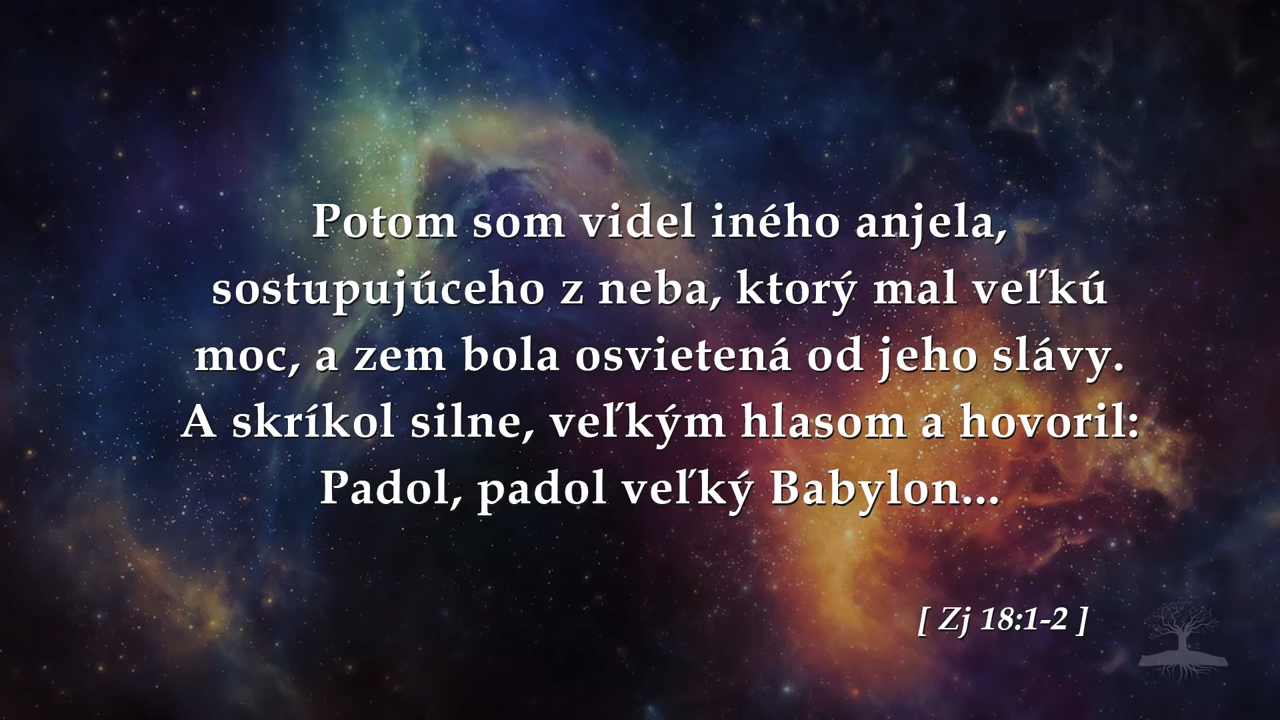 Potom som videl iného anjela,
sostupujúceho z neba, ktorý mal veľkú
moc, a zem bola osvietená od jeho slávy.
A skríkol silne, veľkým hlasom a hovoril:
Padol, padol veľký Babylon...
[ Zj 18:1-2 ]